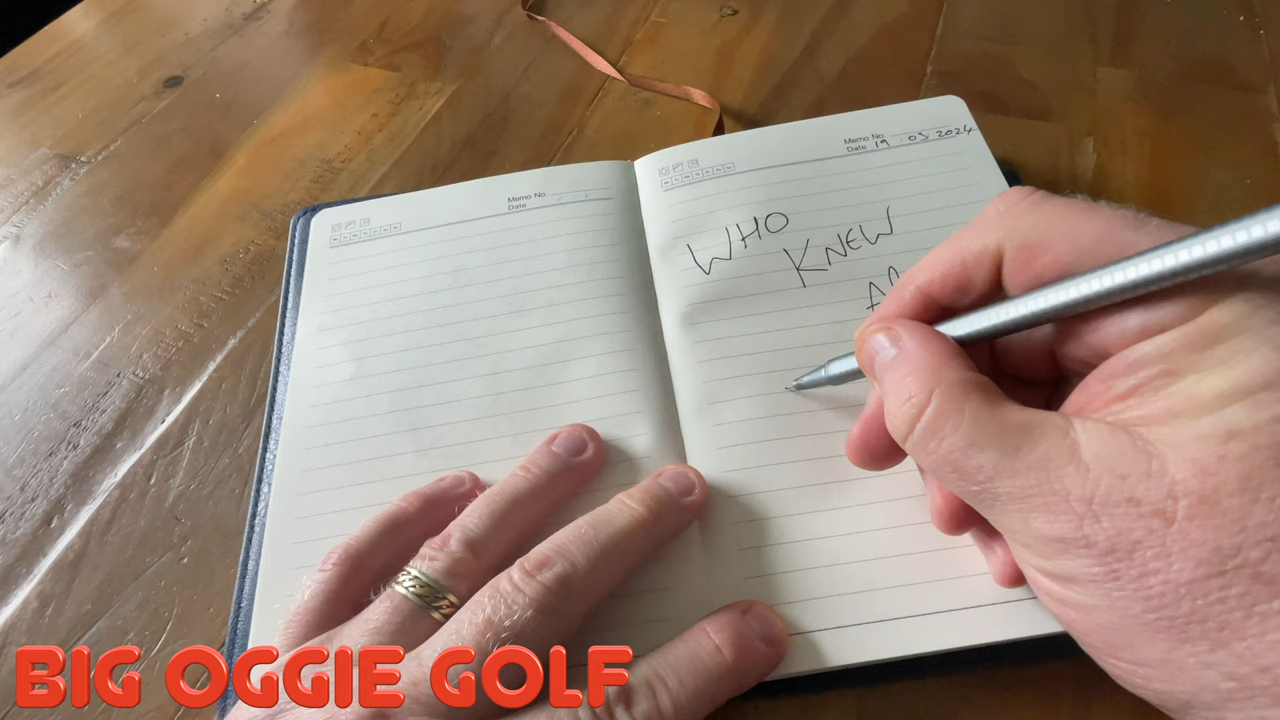 Memo No.
Date
Memo No.
Date 19 : 03 2024
WHO
KNEW
BIG OGGIE GOLF